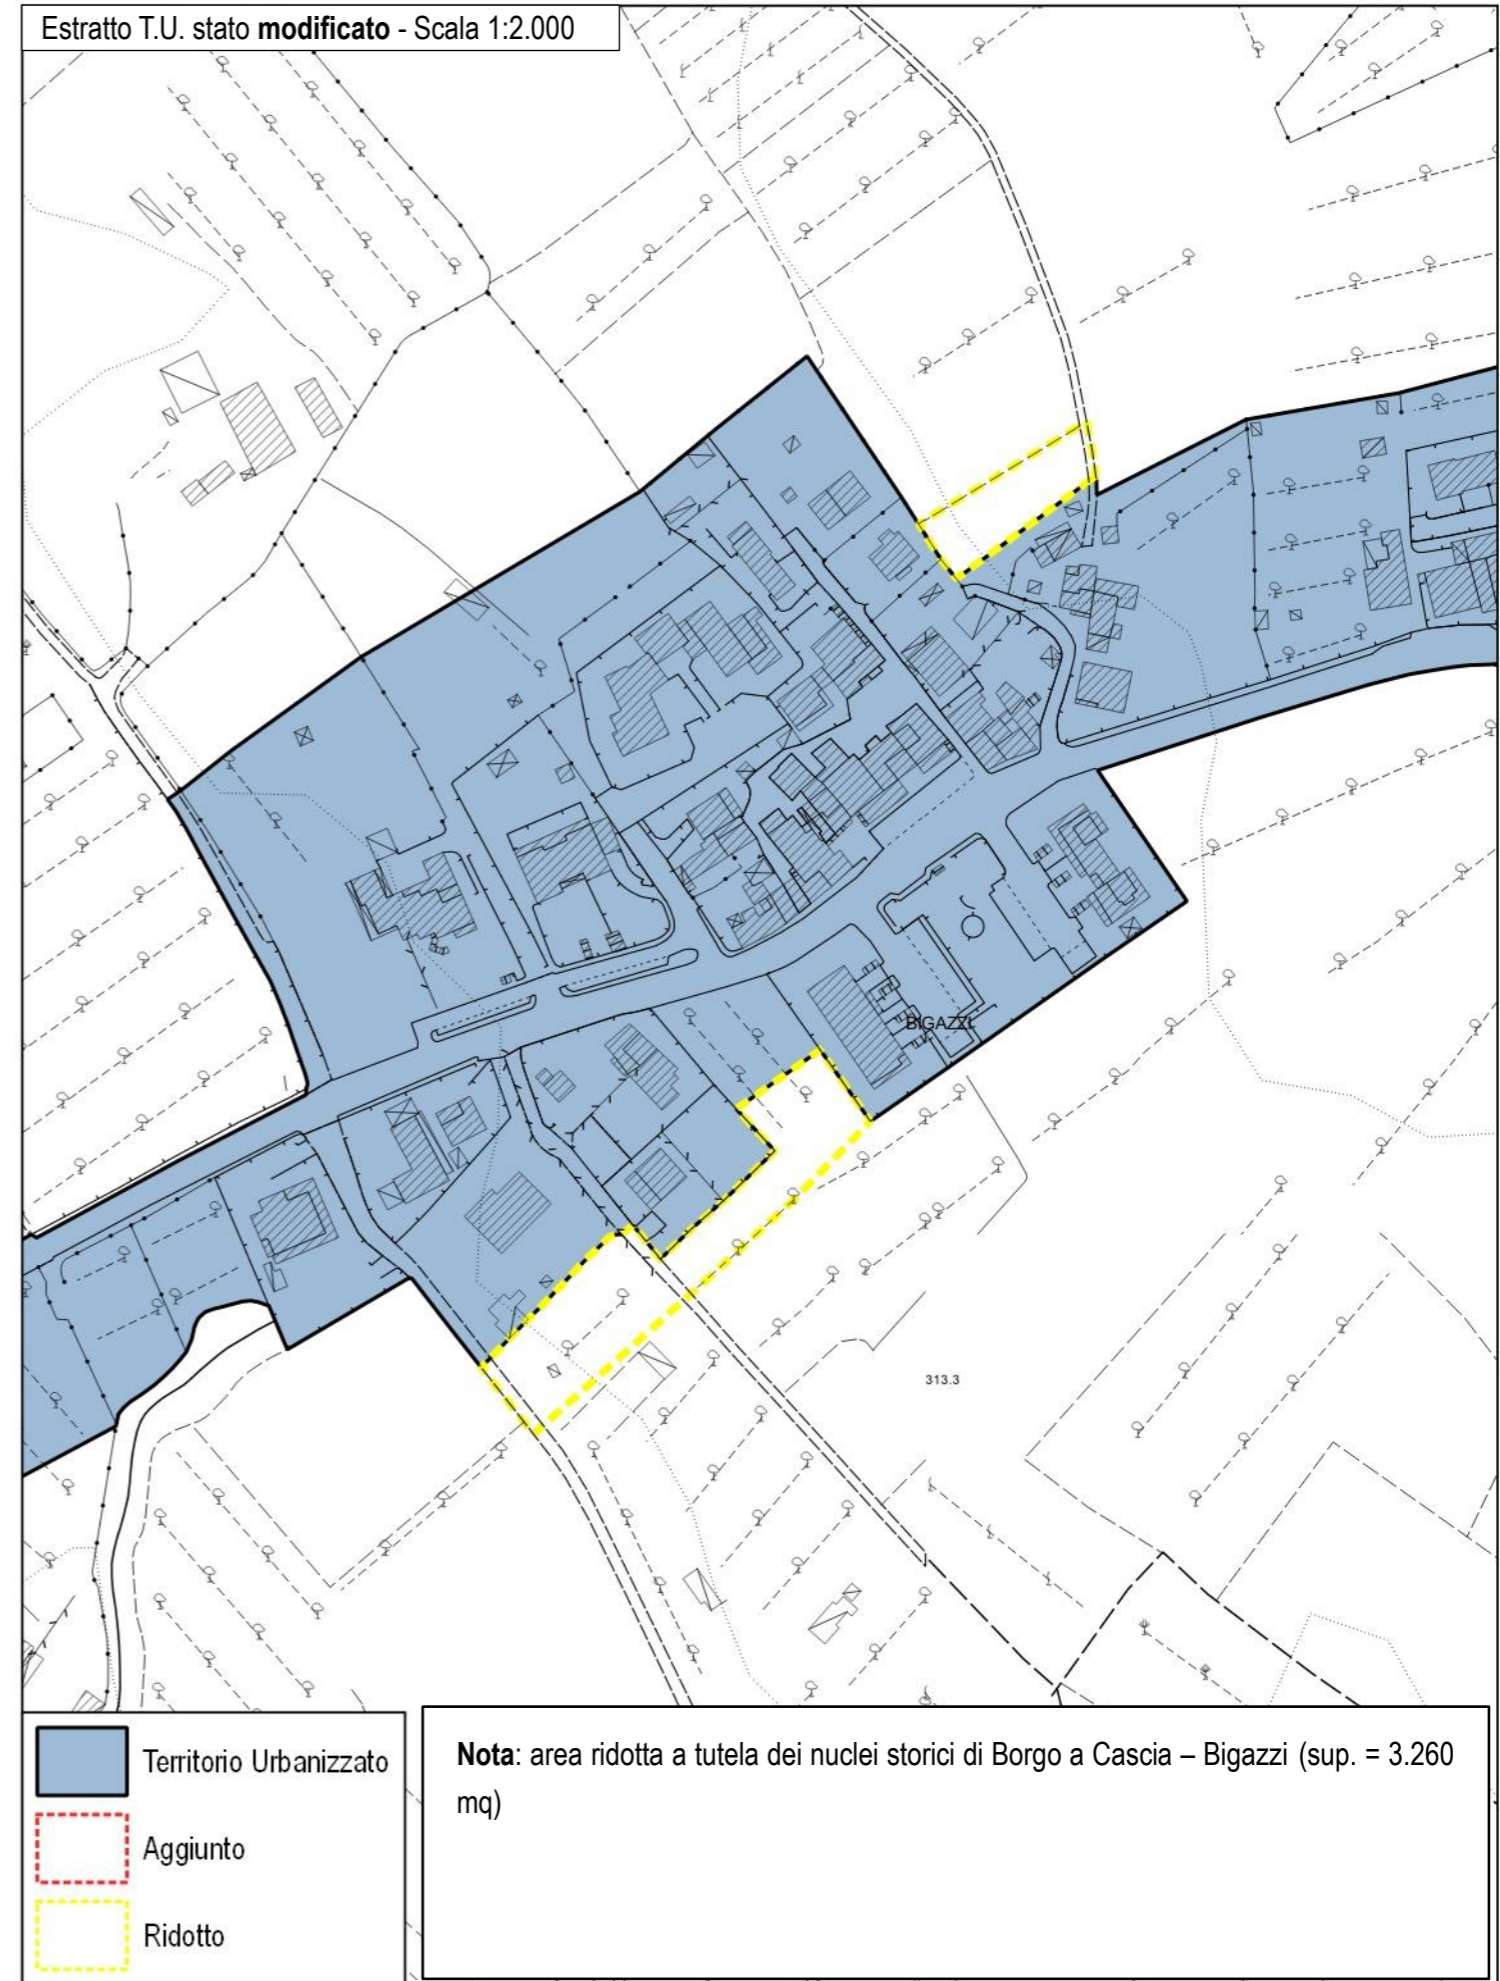 Estratto T.U. stato modificato - Scala 1:2.000
BIGAZZI
313.3
Territorio Urbanizzato
Aggiunto
Ridotto
Nota: area ridotta a tutela dei nuclei storici di Borgo a Cascia – Bigazzi (sup. = 3.260
mq)